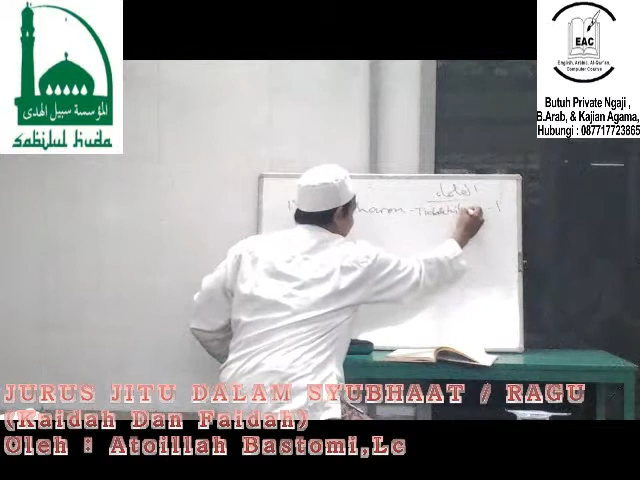 المؤسسة سبيل الهدى
Sabilul Huda
EAC
English, Arabic, Al-Qur'an,
Computer Course
Butuh Private Ngaji ,
B.Arab, & Kajian Agama,
Hubungi : 087717723865
JURUS JITU DALAM SYUBHAAT / RAGU
(Kaidah Dan Faidah)
Oleh : Atoillah Bastomi,Lc